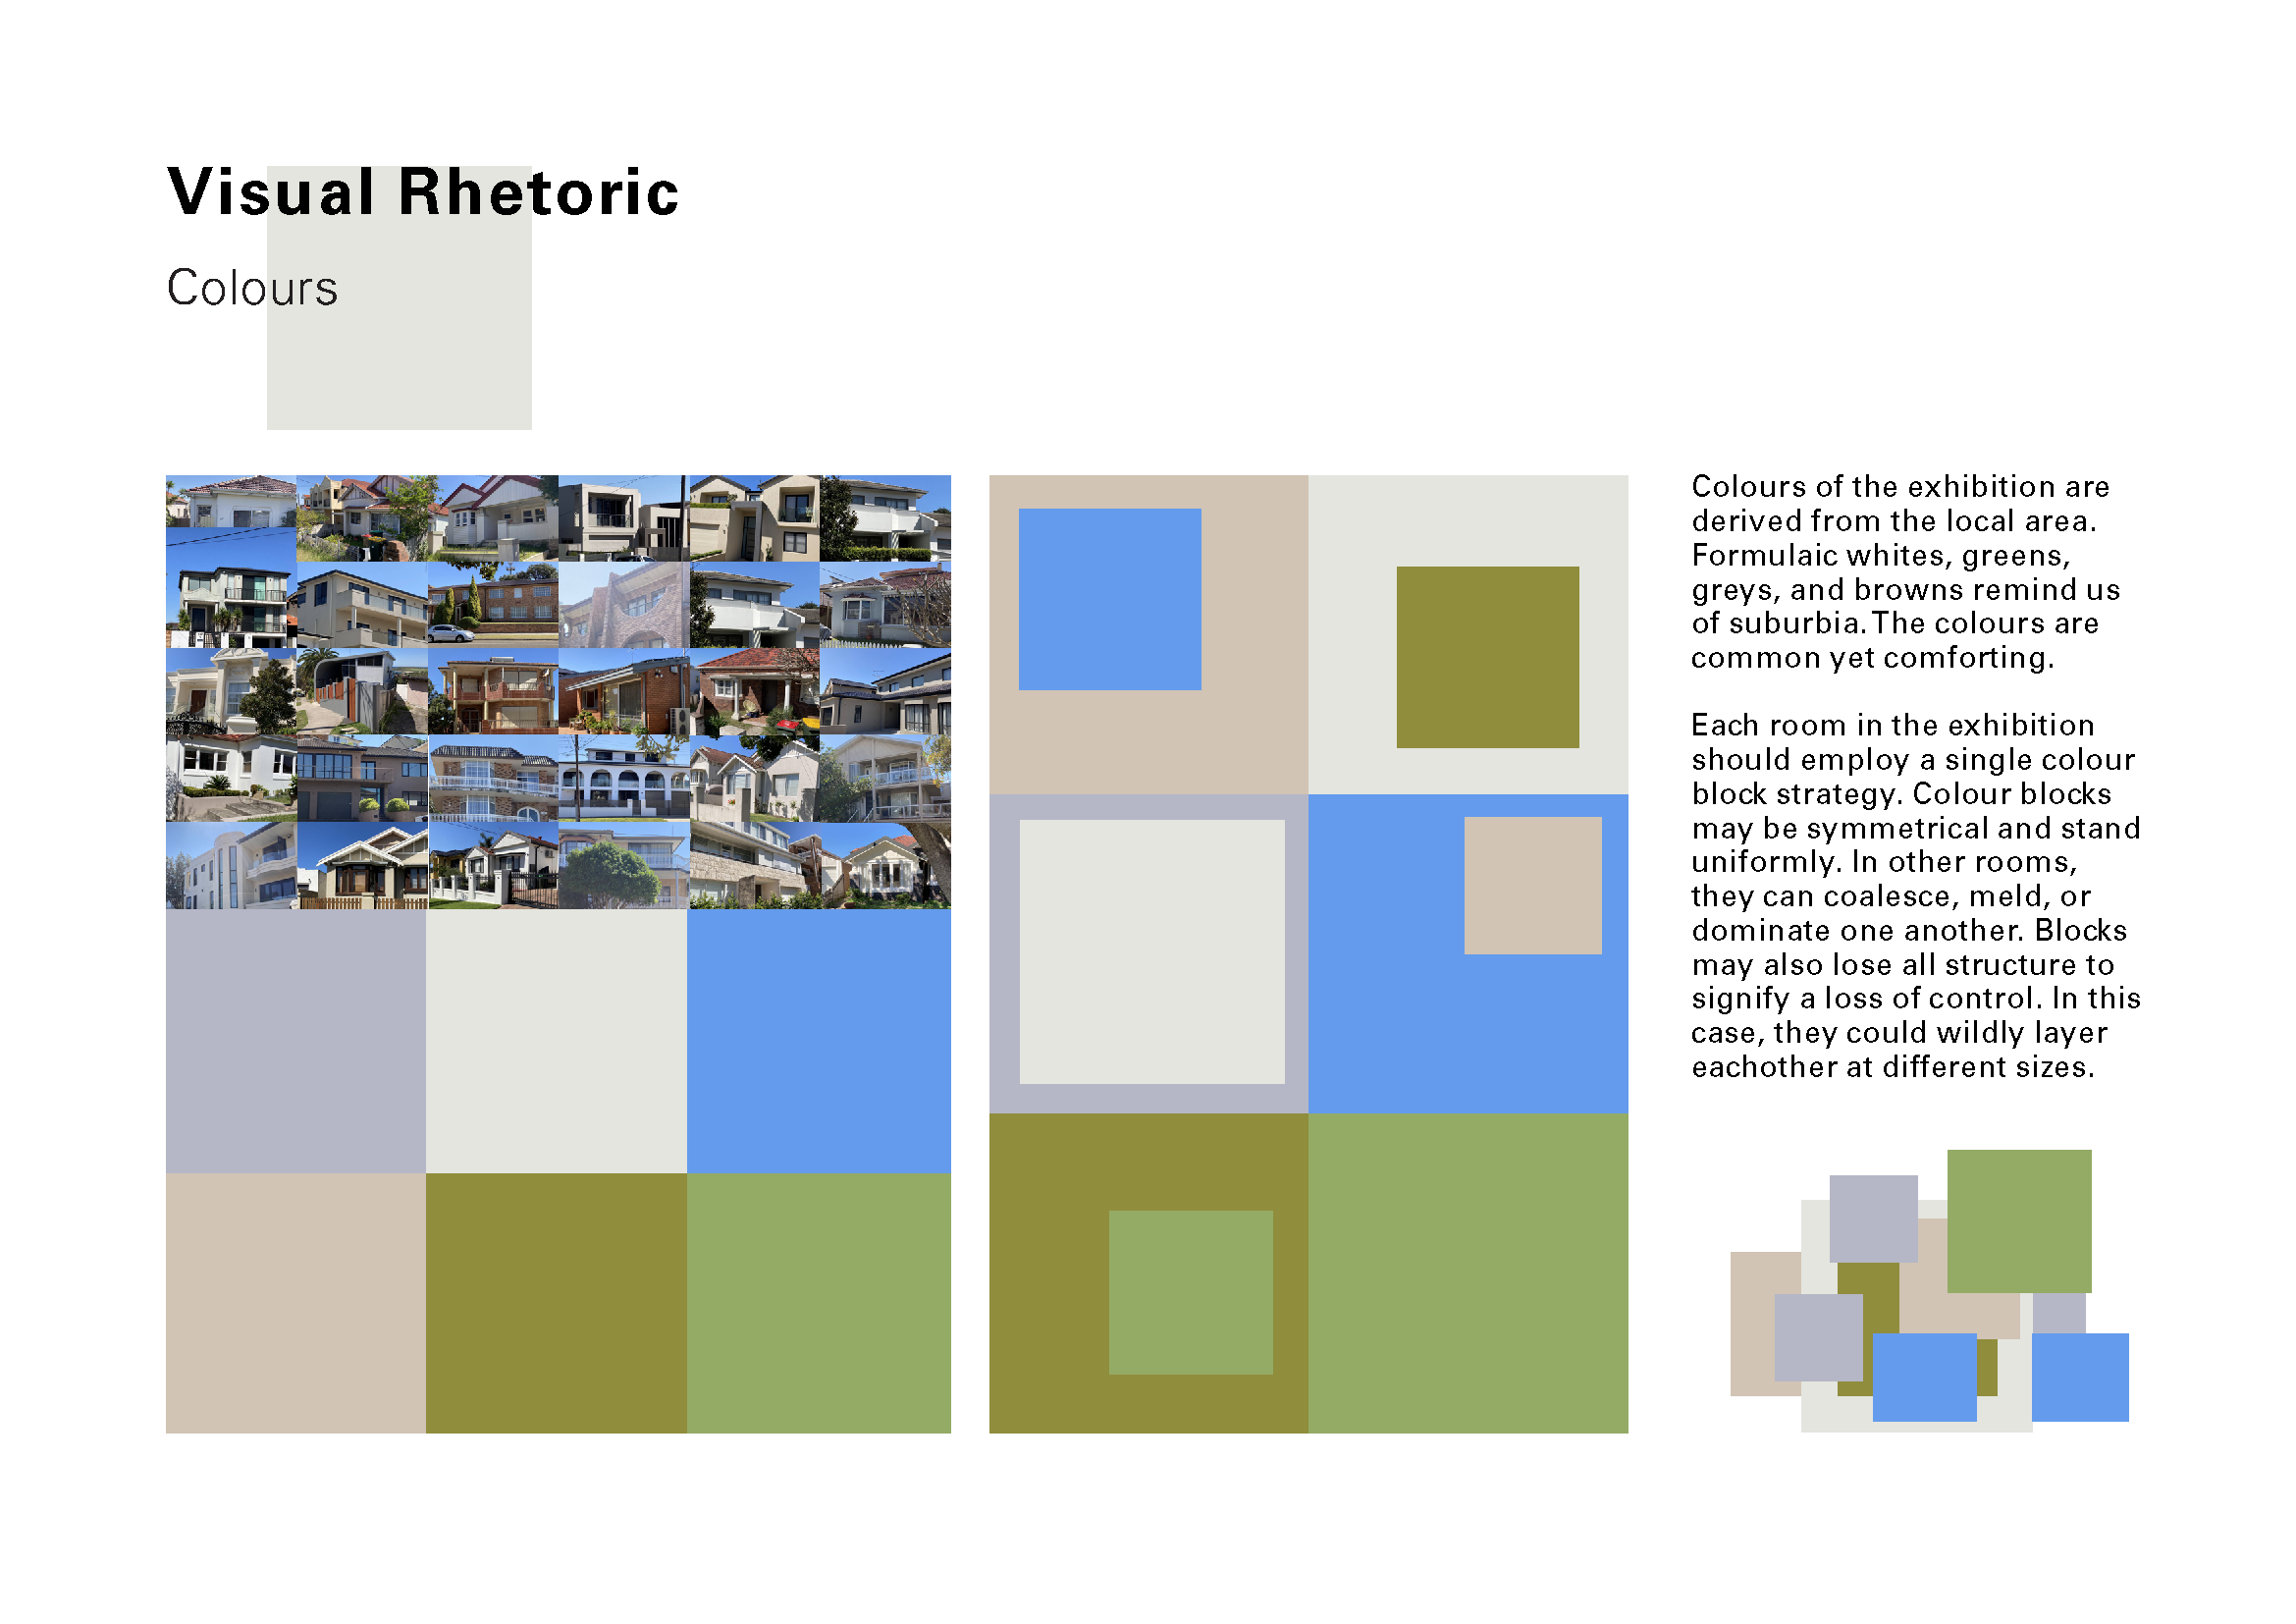 Visual Rhetoric
Colours
Colours of the exhibition are
derived from the local area.
Formulaic whites, greens,
greys, and browns remind us
of suburbia. The colours are
common yet comforting.
Each room in the exhibition
should employ a single colour
block strategy. Colour blocks
may be symmetrical and stand
uniformly. In other rooms,
they can coalesce, meld, or
dominate one another. Blocks
may also lose all structure to
signify a loss of control. In this
case, they could wildly layer
eachother at different sizes.